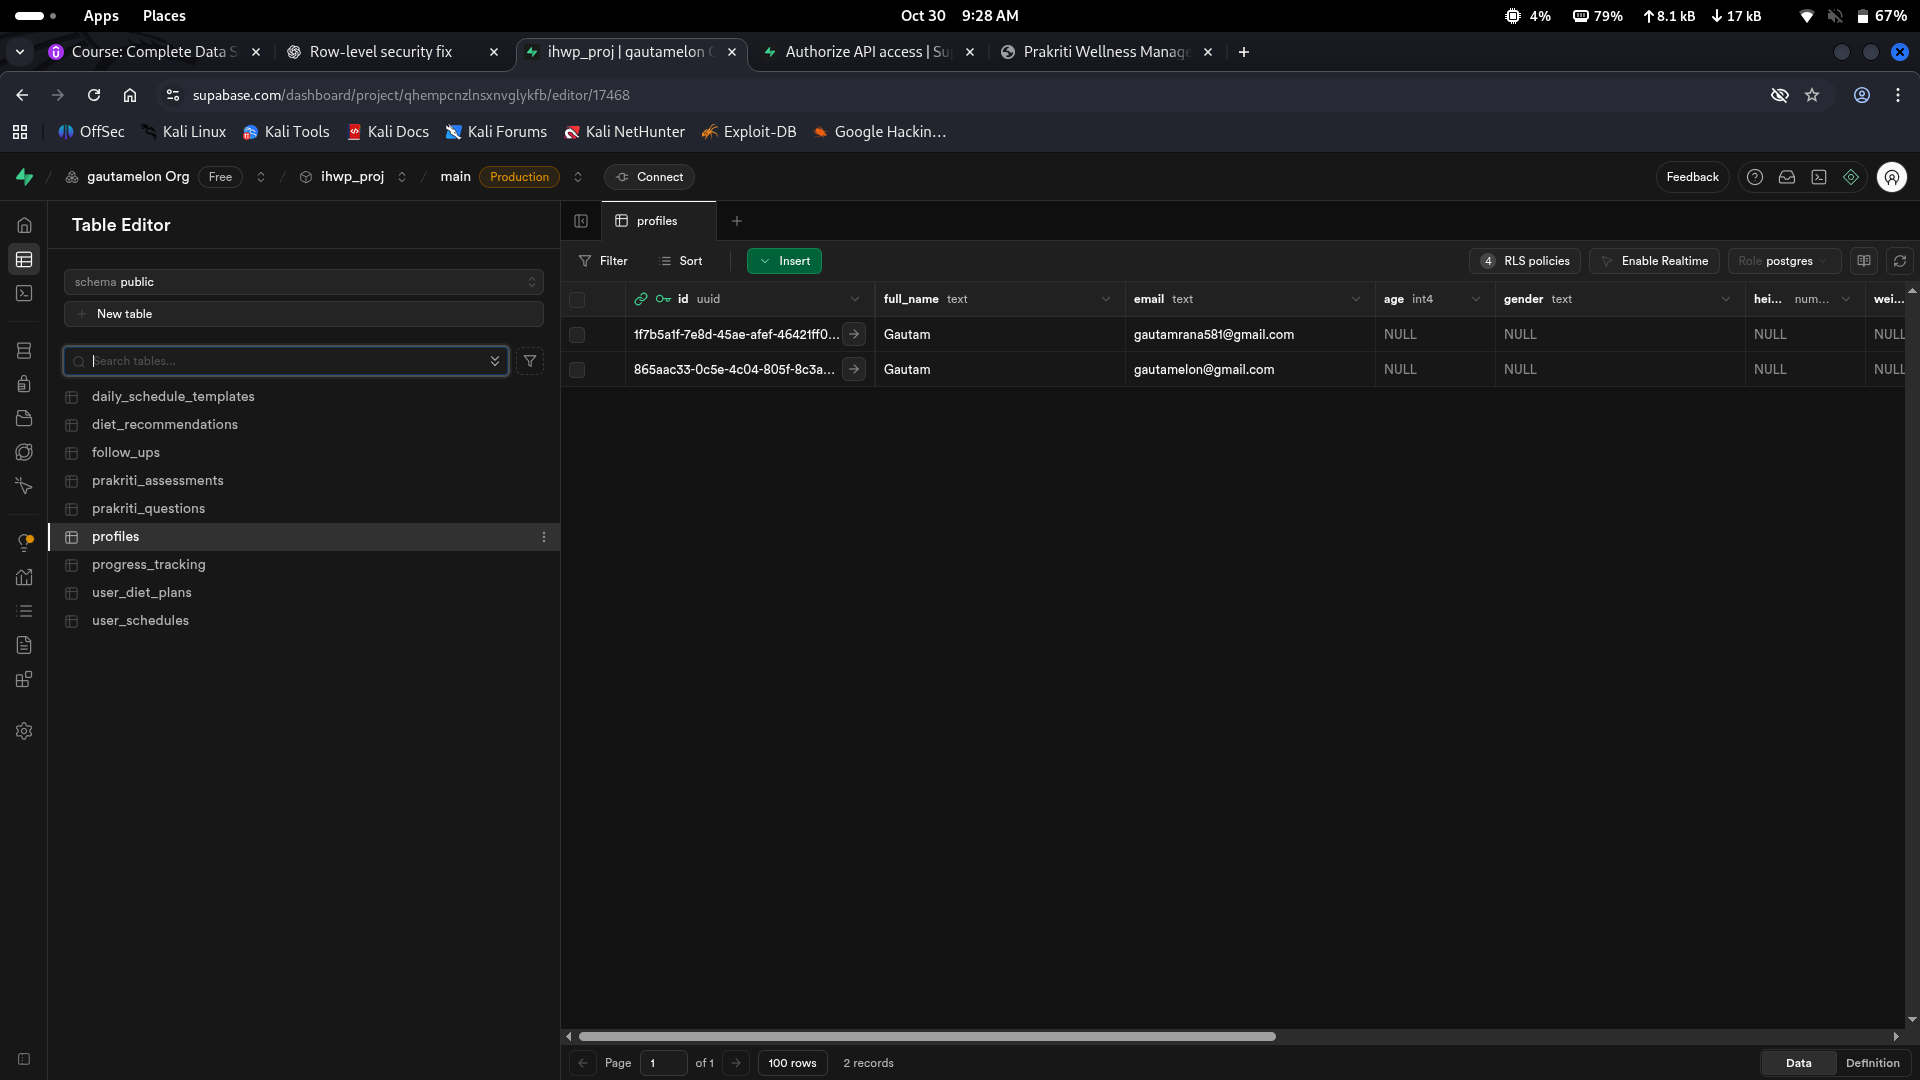 Apps Places Oct 30 9:28 AM 4% 79% 8.1 kB 17 kB 67%
Course: Complete Data S Row-level security fix ihwp_proj | gautamelon O Authorize API access | Su Prakriti Wellness Manage
supabase.com/dashboard/project/qhempcnzlnsxnvglykfb/editor/17468
OffSec Kali Linux Kali Tools Kali Docs Kali Forums Kali NetHunter Exploit-DB Google Hackin...
gautamelon Org Free / ihwp_proj / main Production Connect Feedback
Table Editor
profiles
schema public
Filter Sort Insert 4 RLS policies Enable Realtime Role postgres
New table
id uuid full_name text email text age int4 gender text hei... num... wei...
1f7b5a1f-7e8d-45ae-afef-46421ff0... Gautam gautamrana581@gmail.com NULL NULL NULL NULL
Search tables...
865aac33-0c5e-4c04-805f-8c3a... Gautam gautamelon@gmail.com NULL NULL NULL NULL
daily_schedule_templates
diet_recommendations
follow_ups
prakriti_assessments
prakriti_questions
profiles
progress_tracking
user_diet_plans
user_schedules
Page 1 of 1 100 rows 2 records Data Definition